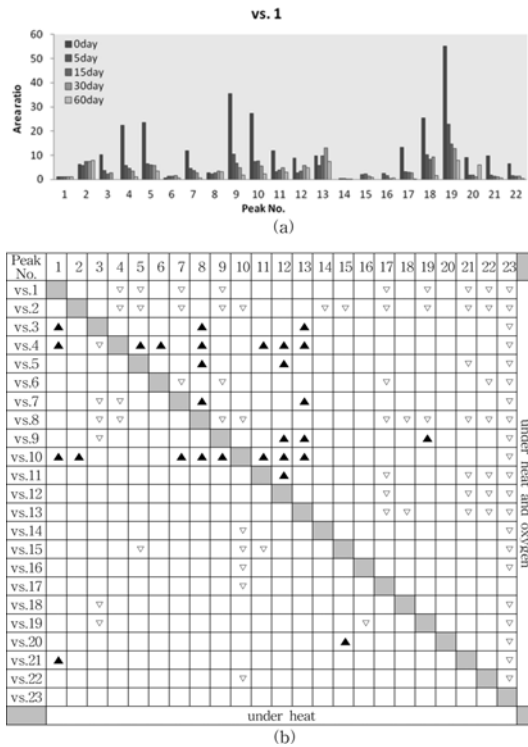 vs. 1
Area ratio
60
50
40
30
20
10
0
0day
5day
15day
30day
60day
1 2 3 4 5 6 7 8 9 10 11 12 13 14 15 16 17 18 19 20 21 22
Peak No.
(a)
Peak No. 1 2 3 4 5 6 7 8 9 10 11 12 13 14 15 16 17 18 19 20 21 22 23
vs.1
vs.2
vs.3
vs.4
vs.5
vs.6
vs.7
vs.8
vs.9
vs.10
vs.11
vs.12
vs.13
vs.14
vs.15
vs.16
vs.17
vs.18
vs.19
vs.20
vs.21
vs.22
vs.23
under heat and oxygen
under heat
(b)